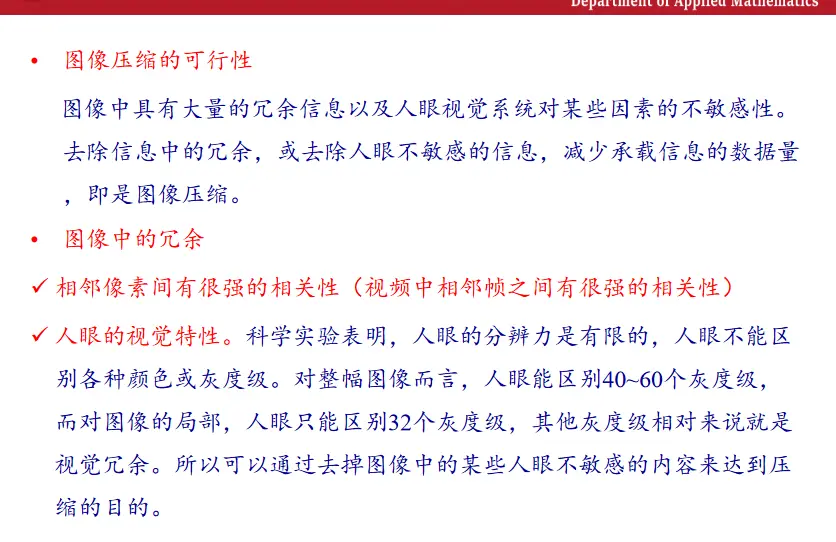 Department of Applied Mathematics
• 图像压缩的可行性
图像中具有大量的冗余信息以及人眼视觉系统对某些因素的不敏感性。
去除信息中的冗余，或去除人眼不敏感的信息，减少承载信息的数据量
，即是图像压缩。
• 图像中的冗余
✓ 相邻像素间有很强的相关性（视频中相邻帧之间有很强的相关性）
✓ 人眼的视觉特性。科学实验表明，人眼的分辨力是有限的，人眼不能区
别各种颜色或灰度级。对整幅图像而言，人眼能区别40~60个灰度级，
而对图像的局部，人眼只能区别32个灰度级，其他灰度级相对来说就是
视觉冗余。所以可以通过去掉图像中的某些人眼不敏感的内容来达到压
缩的目的。